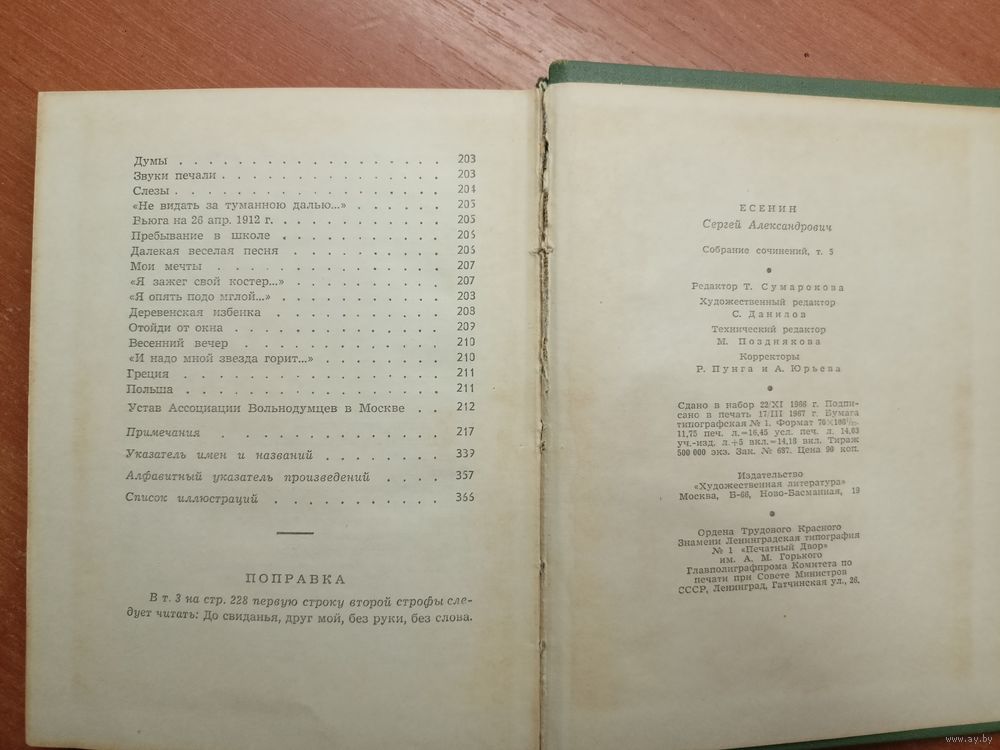 Думы . . . . . . . . . . . . . . . . . . 203
Звуки печали . . . . . . . . . . . . . . . 203
Слезы . . . . . . . . . . . . . . . . . . 204
«Не видать за туманною далью...» . . . . . . 205
Вьюга на 26 апр. 1912 г. . . . . . . . . . . . 205
Пребывание в школе . . . . . . . . . . . 206
Далекая веселая песня . . . . . . . . . . . 206
Мои мечты . . . . . . . . . . . . . . . . 207
«Я зажег свой костер...» . . . . . . . . . . 207
«Я опять подо мглой...» . . . . . . . . . . . 208
Деревенская избенка . . . . . . . . . . . . 208
Отойди от окна . . . . . . . . . . . . . . 209
Весенний вечер . . . . . . . . . . . . . . 210
«И надо мной звезда горит...» . . . . . . . . 210
Греция . . . . . . . . . . . . . . . . . . 211
Польша . . . . . . . . . . . . . . . . . . 211
Устав Ассоциации Вольнодумцев в Москве . . 212
Примечания . . . . . . . . . . . . . . . 217
Указатель имен и названий . . . . . . . . 339
Алфавитный указатель произведений . . . . 357
Список иллюстраций . . . . . . . . . . . 366
ПОПРАВКА
В т. 3 на стр. 228 первую строку второй строфы сле-
дует читать: До свиданья, друг мой, без руки, без слова.
ЕСЕНИН
Сергей Александрович
Собрание сочинений, т. 5
Редактор Т. Сумарокова
Художественный редактор
С. Данилов
Технический редактор
М. Позднякова
Корректоры
Р. Пунга и А. Юрьева
Сдано в набор 22/XI 1966 г. Подпи-
сано в печать 17/III 1967 г. Бумага
типографская № 1. Формат 70×108¹/₃₂.
11,75 печ. л.=16,45 усл. печ. л. 14,03
уч.-изд. л.+5 вкл.=14,18 вкл. Тираж
500 000 экз. Зак. № 687. Цена 90 коп.
Издательство
«Художественная литература»
Москва, Б-66, Ново-Басманная, 19
Ордена Трудового Красного
Знамени Ленинградская типография
№ 1 «Печатный Двор»
им. А. М. Горького
Главполиграфпрома Комитета по
печати при Совете Министров
СССР, Ленинград, Гатчинская ул., 26.
www.ay.by